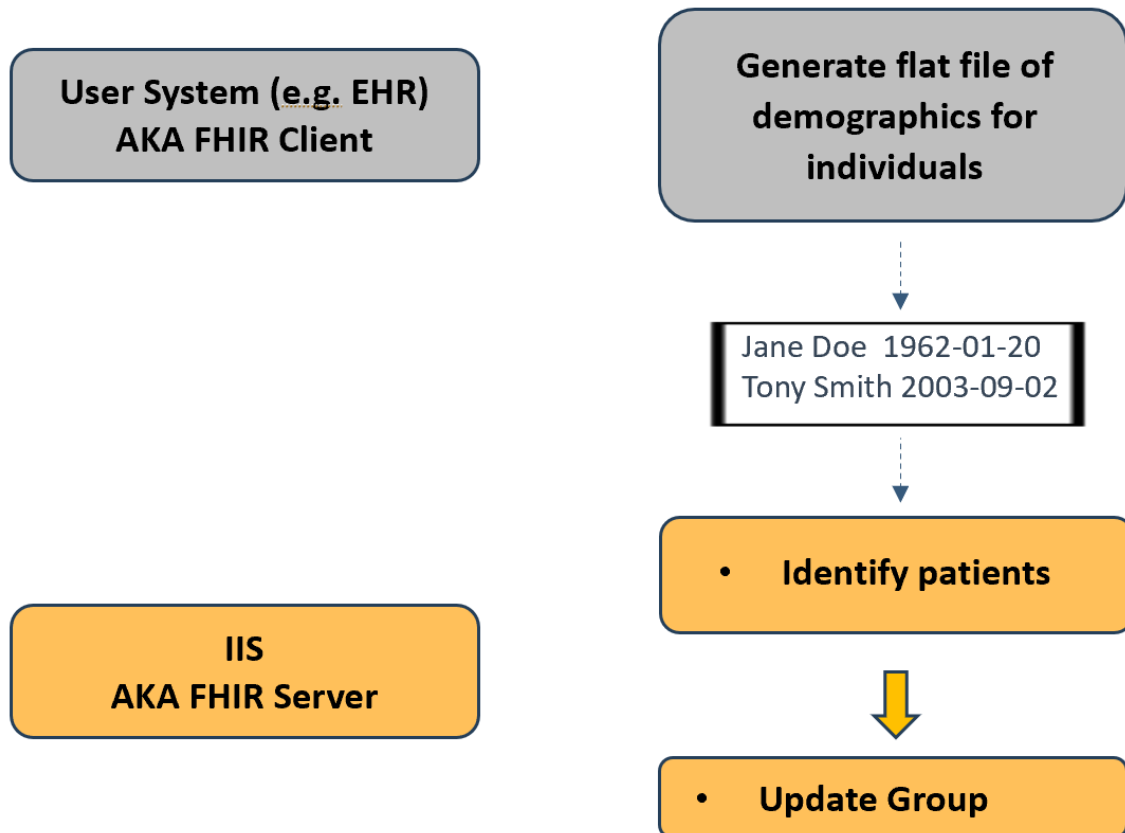 User System (e.g. EHR)
AKA FHIR Client
Generate flat file of
demographics for
individuals
Jane Doe  1962-01-20
Tony Smith 2003-09-02
• Identify patients
IIS
AKA FHIR Server
• Update Group